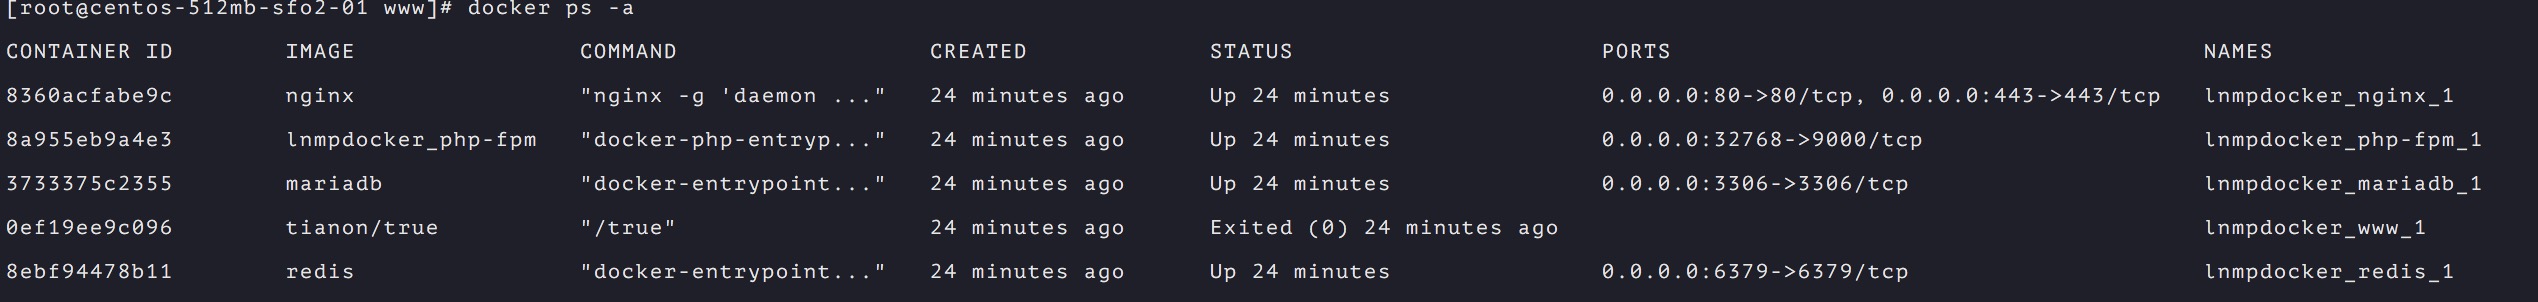 [root@centos-512mb-sfo2-01 www]# docker ps -a
CONTAINER ID        IMAGE                COMMAND                  CREATED             STATUS                      PORTS                                      NAMES
8360acfabe9c        nginx                "nginx -g 'daemon ..."   24 minutes ago      Up 24 minutes               0.0.0.0:80->80/tcp, 0.0.0.0:443->443/tcp   lnmpdocker_nginx_1
8a955eb9a4e3        lnmpdocker_php-fpm   "docker-php-entryp..."   24 minutes ago      Up 24 minutes               0.0.0.0:32768->9000/tcp                    lnmpdocker_php-fpm_1
3733375c2355        mariadb              "docker-entrypoint..."   24 minutes ago      Up 24 minutes               0.0.0.0:3306->3306/tcp                     lnmpdocker_mariadb_1
0ef19ee9c096        tianon/true          "/true"                  24 minutes ago      Exited (0) 24 minutes ago                                              lnmpdocker_www_1
8ebf94478b11        redis                "docker-entrypoint..."   24 minutes ago      Up 24 minutes               0.0.0.0:6379->6379/tcp                     lnmpdocker_redis_1